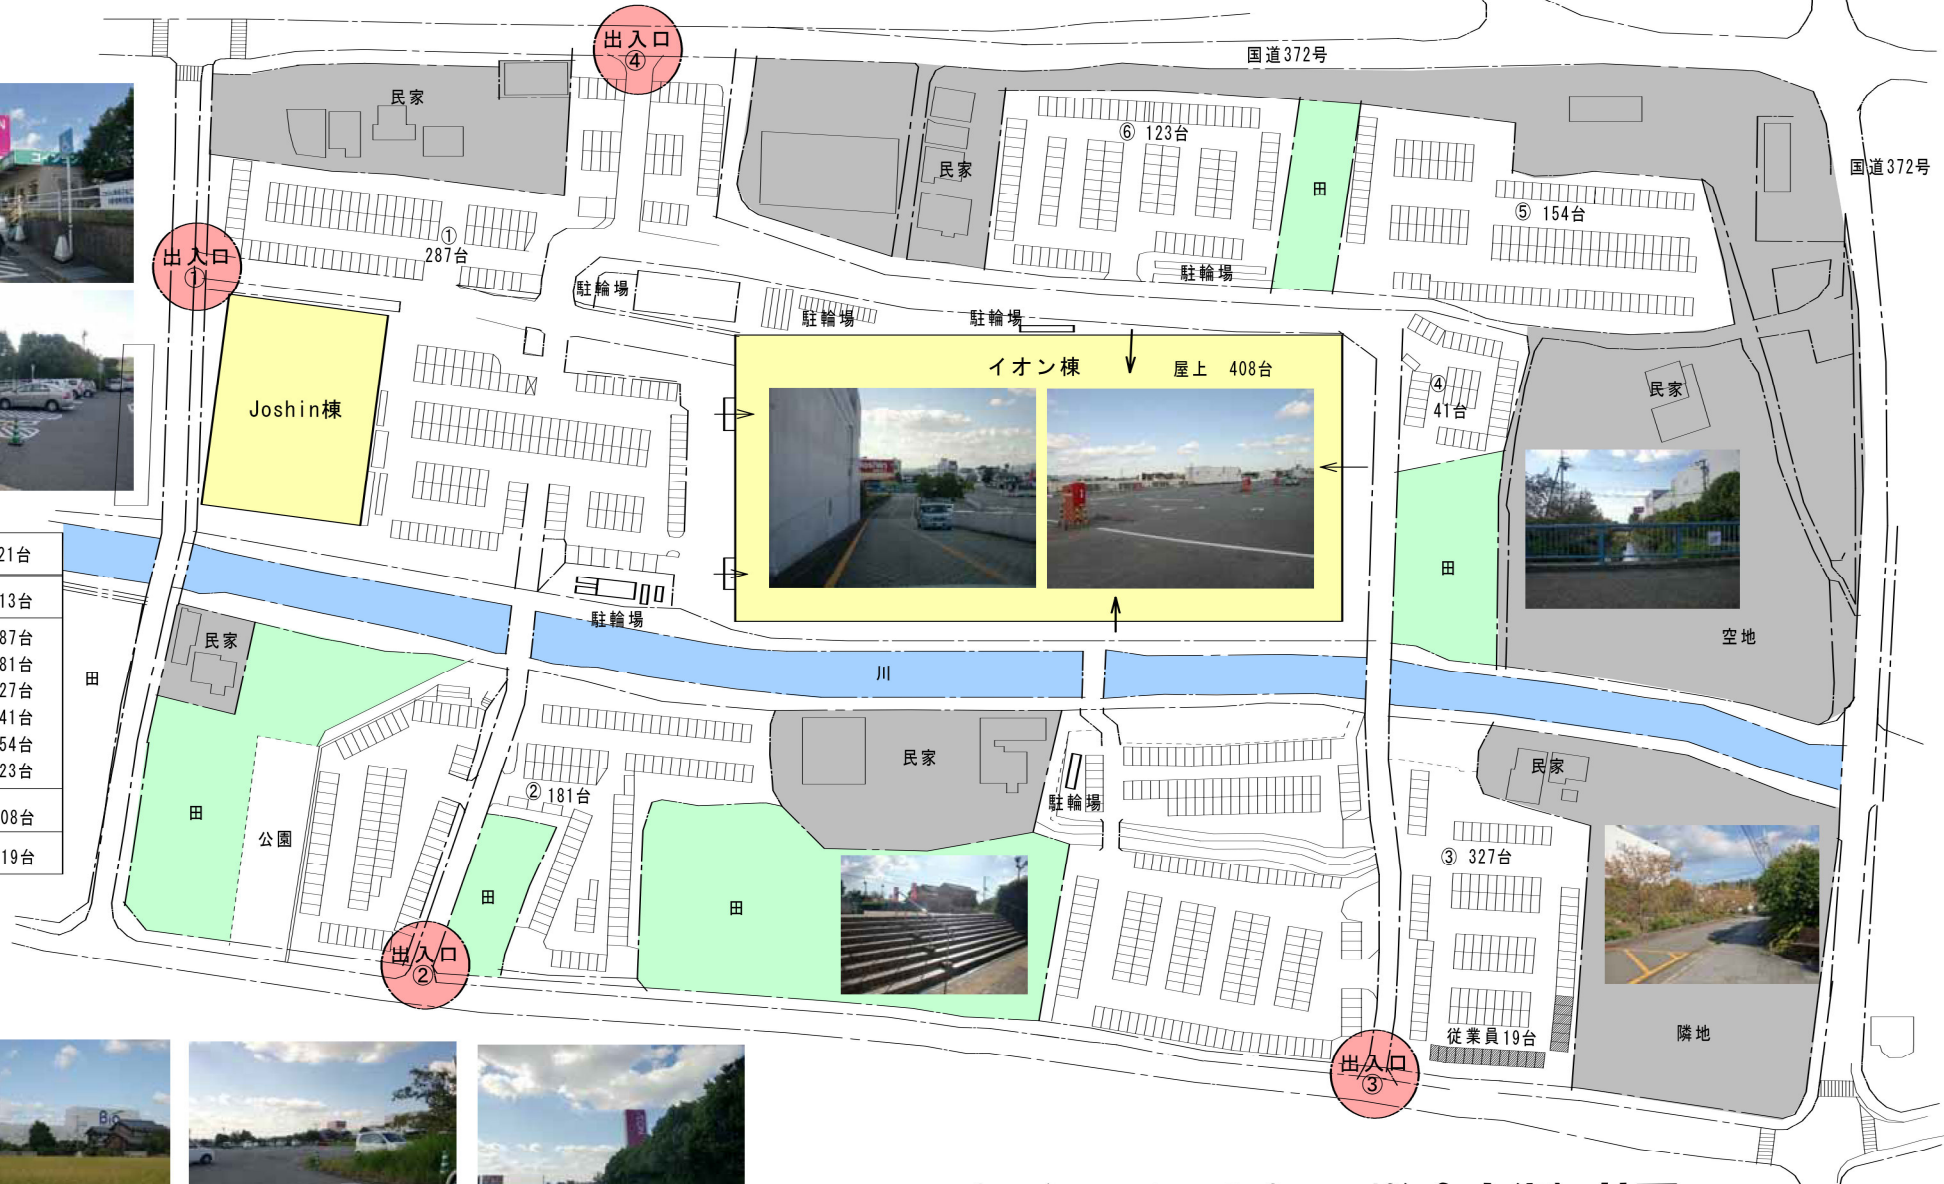 出入口
④
国道372号
民家
⑥ 123台
国道372号
民家
田
⑤ 154台
①
287台
出入口
①
駐輪場
駐輪場
駐輪場
駐輪場
イオン棟
屋上 408台
④
41台
民家
Joshin棟
21台
13台
87台
81台
27台
41台
54台
23台
08台
19台
田
駐輪場
田
空地
民家
川
民家
民家
② 181台
駐輪場
田
公園
③ 327台
田
田
出入口
②
従業員19台
隣地
出入口
③